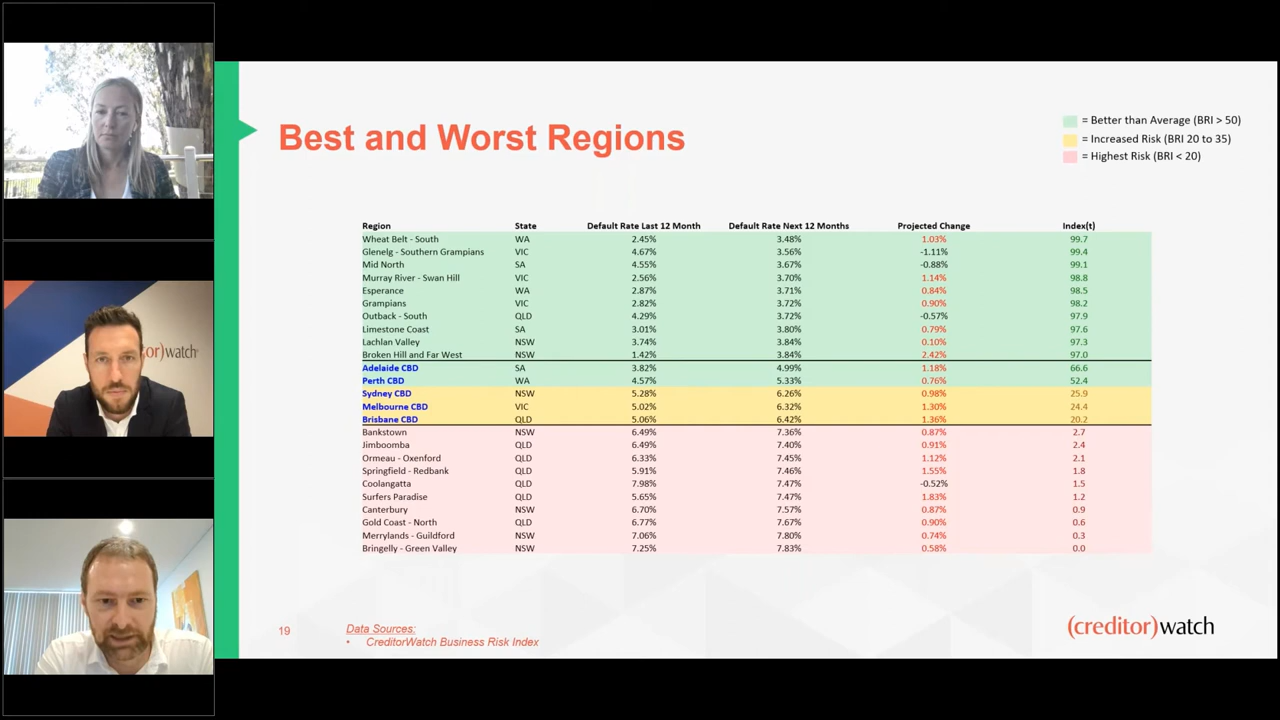 Best and Worst Regions
= Better than Average (BRI > 50)
= Increased Risk (BRI 20 to 35)
= Highest Risk (BRI < 20)
Region State Default Rate Last 12 Month Default Rate Next 12 Months Projected Change Index(t)
Wheat Belt - South WA 2.45% 3.48% 1.03% 99.7
Glenelg - Southern Grampians VIC 4.67% 3.56% -1.11% 99.4
Mid North SA 4.55% 3.67% -0.88% 99.1
Murray River - Swan Hill VIC 2.56% 3.70% 1.14% 98.8
Esperance WA 2.87% 3.71% 0.84% 98.5
Grampians VIC 2.82% 3.72% 0.90% 98.2
Outback - South QLD 4.29% 3.72% -0.57% 97.9
Limestone Coast SA 3.01% 3.80% 0.79% 97.6
Lachlan Valley NSW 3.74% 3.84% 0.10% 97.3
Broken Hill and Far West NSW 1.42% 3.84% 2.42% 97.0
Adelaide CBD SA 3.82% 4.99% 1.18% 66.6
Perth CBD WA 4.57% 5.33% 0.76% 52.4
Sydney CBD NSW 5.28% 6.26% 0.98% 25.9
Melbourne CBD VIC 5.02% 6.32% 1.30% 24.4
Brisbane CBD QLD 5.06% 6.42% 1.36% 20.2
Bankstown NSW 6.49% 7.36% 0.87% 2.7
Jimboomba QLD 6.49% 7.40% 0.91% 2.4
Ormeau - Oxenford QLD 6.33% 7.45% 1.12% 2.1
Springfield - Redbank QLD 5.91% 7.46% 1.55% 1.8
Coolangatta QLD 7.98% 7.47% -0.52% 1.5
Surfers Paradise QLD 5.65% 7.47% 1.83% 1.2
Canterbury NSW 6.70% 7.57% 0.87% 0.9
Gold Coast - North QLD 6.77% 7.67% 0.90% 0.6
Merrylands - Guildford NSW 7.06% 7.80% 0.74% 0.3
Bringelly - Green Valley NSW 7.25% 7.83% 0.58% 0.0
19
Data Sources:
• CreditorWatch Business Risk Index
(creditor)watch
or)watch